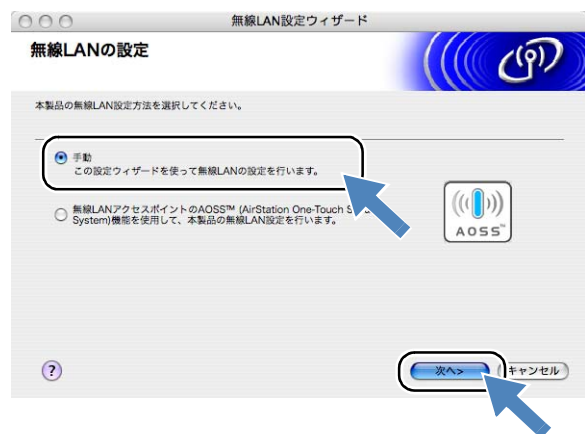 無線LAN設定ウィザード
無線LANの設定
本製品の無線LAN設定方法を選択してください。
手動
この設定ウィザードを使って無線LANの設定を行います。
無線LANアクセスポイントのAOSS™ (AirStation One-Touch S
System)機能を使用して、本製品の無線LAN設定を行います。
AOSS™
?
次へ>
キャンセル